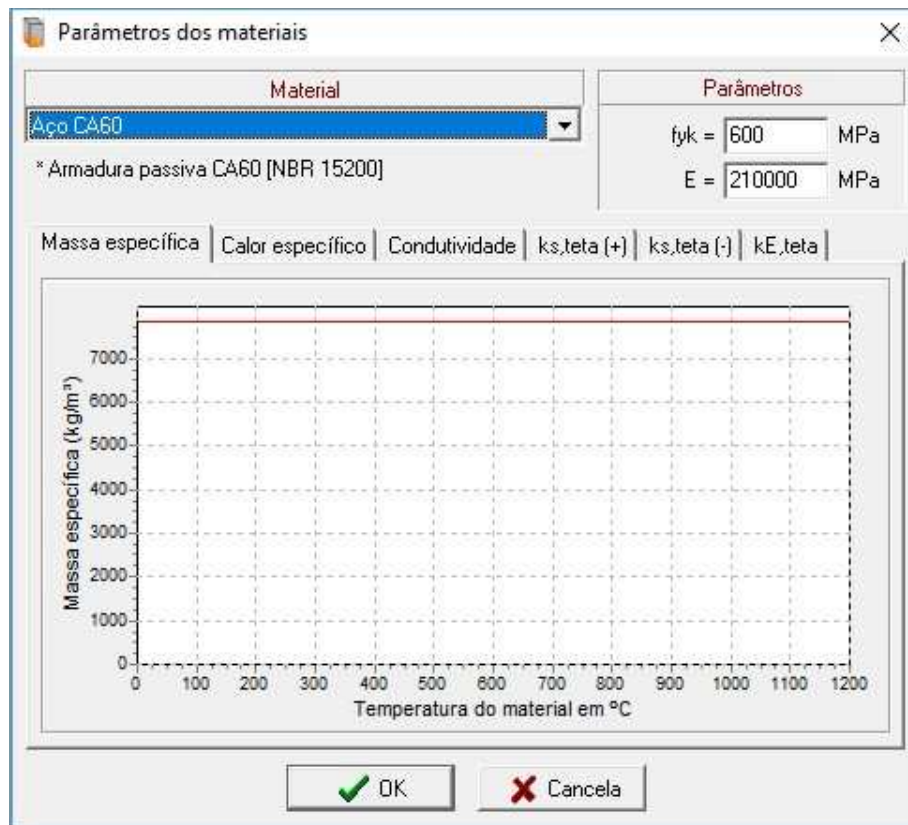 Parâmetros dos materiais
Material
Aço CA60
* Armadura passiva CA60 [NBR 15200]
Parâmetros
fyk = 600 MPa
E = 210000 MPa
Massa específica Calor específico Condutividade ks,teta (+) ks,teta (-) kE,teta
Massa específica (kg/m³)
7000
6000
5000
4000
3000
2000
1000
0
0 100 200 300 400 500 600 700 800 900 1000 1100 1200
Temperatura do material em ºC
OK Cancela